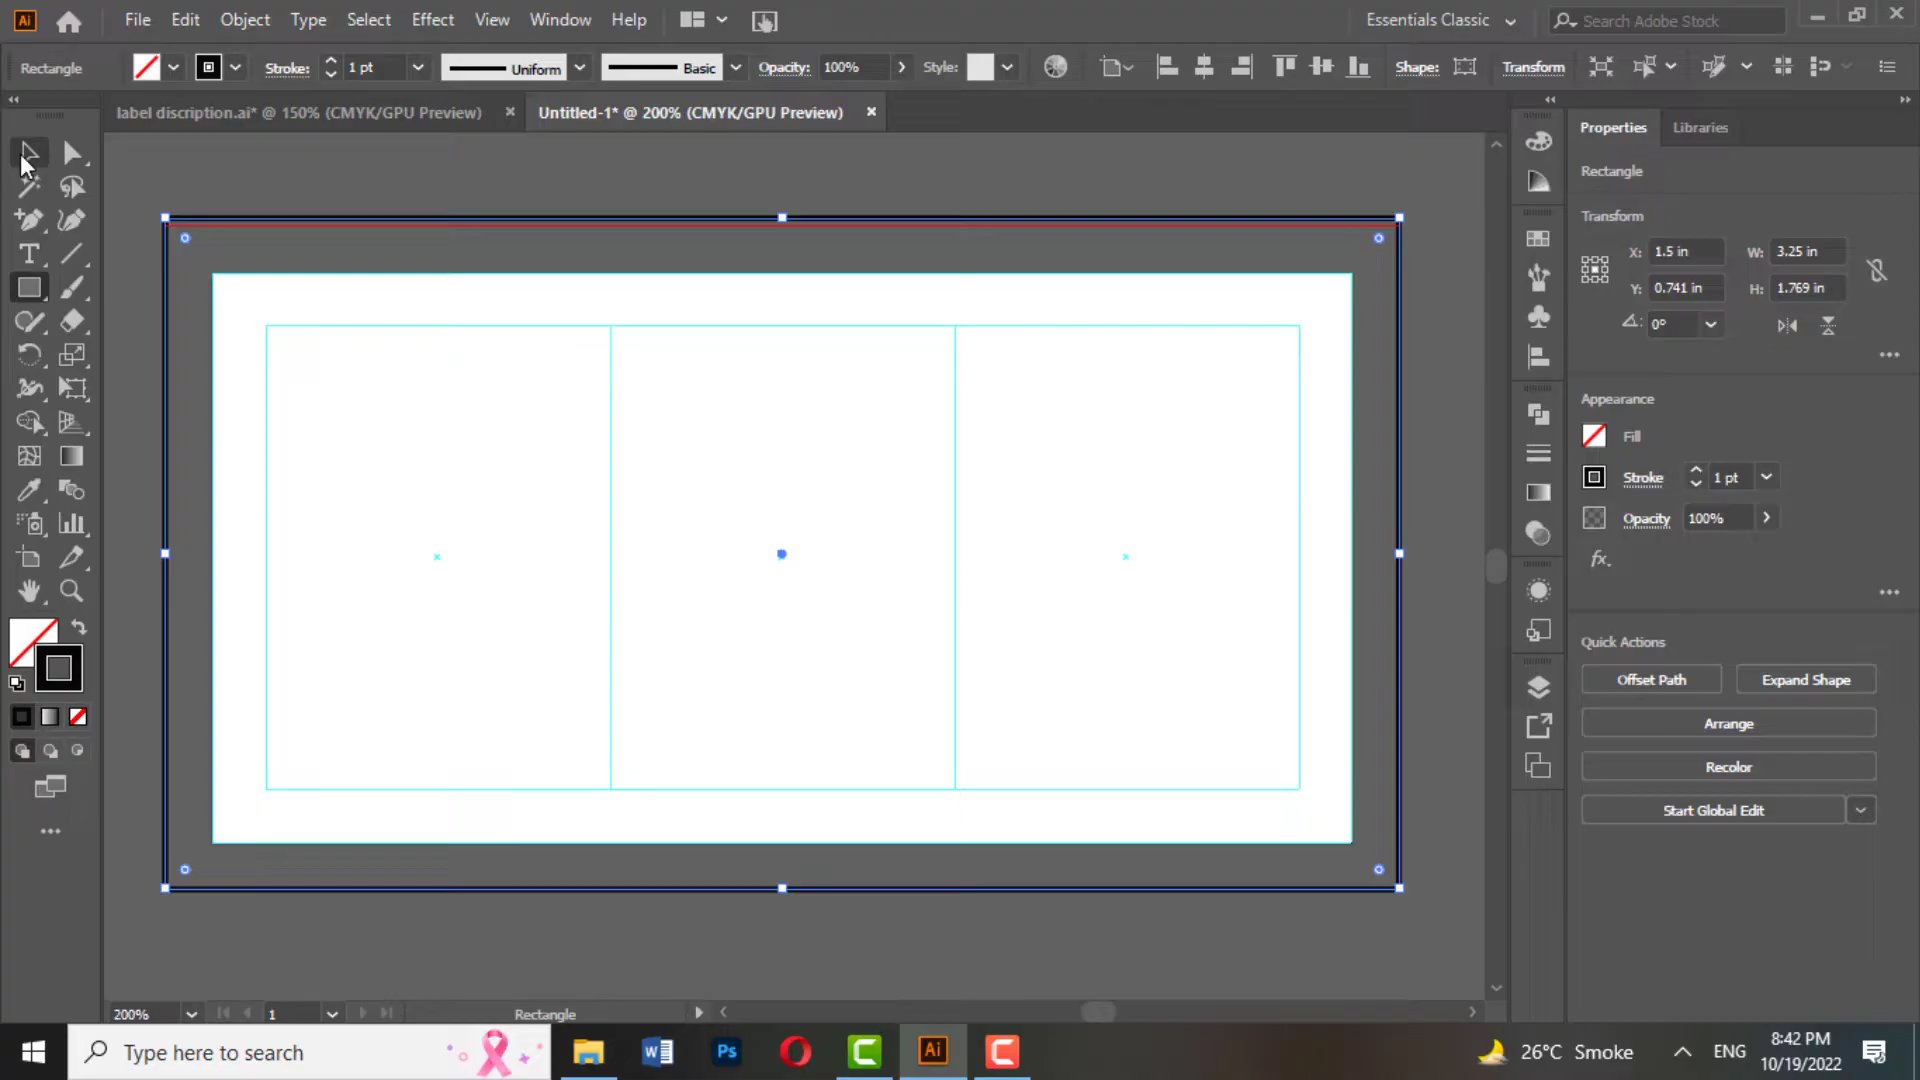 Ai File Edit Object Type Select Effect View Window Help Essentials Classic Search Adobe Stock
Rectangle Stroke: 1 pt Uniform Basic Opacity: 100% Style: Shape: Transform
label discription.ai* @ 150% (CMYK/GPU Preview) Untitled-1* @ 200% (CMYK/GPU Preview)
Properties Libraries
Rectangle
Transform
X: 1.5 in W: 3.25 in
Y: 0.741 in H: 1.769 in
0°
Appearance
Fill
Stroke 1 pt
Opacity 100%
fx.
Quick Actions
Offset Path Expand Shape
Arrange
Recolor
Start Global Edit
200% 1 Rectangle
Type here to search Ps Ai 26°C Smoke ENG 8:42 PM
10/19/2022